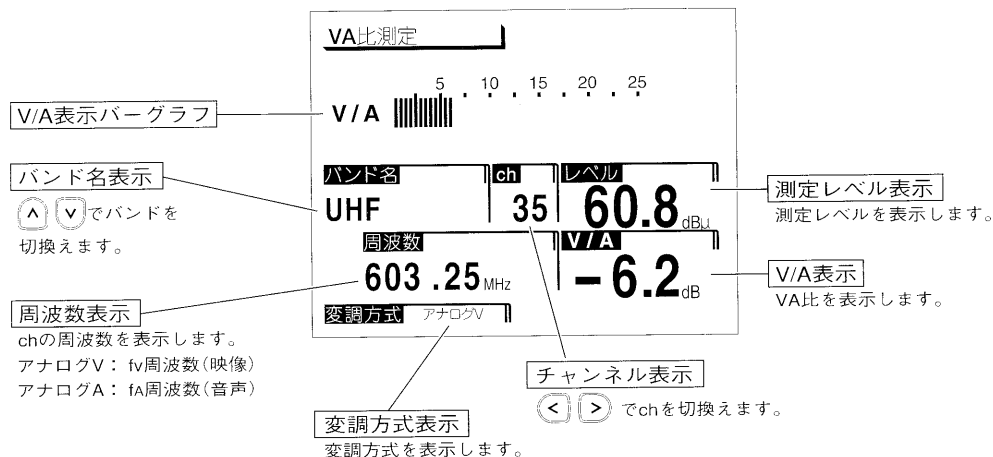 VA比測定
5 . 10 . 15 . 20 . 25
V/A
V/A表示バーグラフ
バンド名表示
でバンドを
切換えます。
バンド名
UHF
ch
35
レベル
60.8 dBμ
周波数
603.25 MHz
V/A
−6.2 dB
変調方式 アナログV
測定レベル表示
測定レベルを表示します。
V/A表示
VA比を表示します。
周波数表示
chの周波数を表示します。
アナログV： fv周波数(映像)
アナログA： fA周波数(音声)
チャンネル表示
でchを切換えます。
変調方式表示
変調方式を表示します。